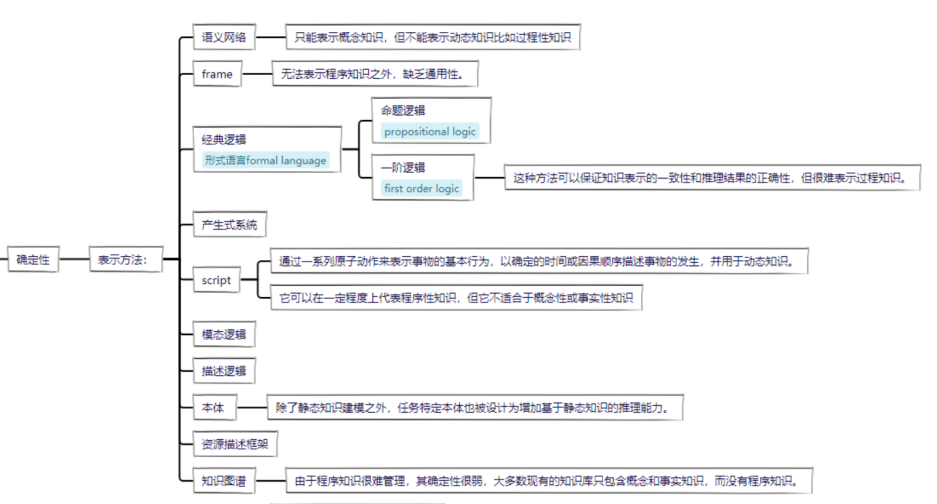 语义网络
只能表示概念知识，但不能表示动态知识比如过程性知识
frame
无法表示程序知识之外，缺乏通用性。
经典逻辑
形式语言formal language
命题逻辑
propositional logic
一阶逻辑
first order logic
这种方法可以保证知识表示的一致性和推理结果的正确性，但很难表示过程知识。
产生式系统
确定性
表示方法：
script
通过一系列原子动作来表示事物的基本行为，以确定的时间或因果顺序描述事物的发生，并用于动态知识。
它可以在一定程度上代表程序性知识，但它不适合于概念性或事实性知识
模态逻辑
描述逻辑
本体
除了静态知识建模之外，任务特定本体也被设计为增加基于静态知识的推理能力。
资源描述框架
知识图谱
由于程序知识很难管理，其确定性很弱，大多数现有的知识库只包含概念和事实知识，而没有程序知识。